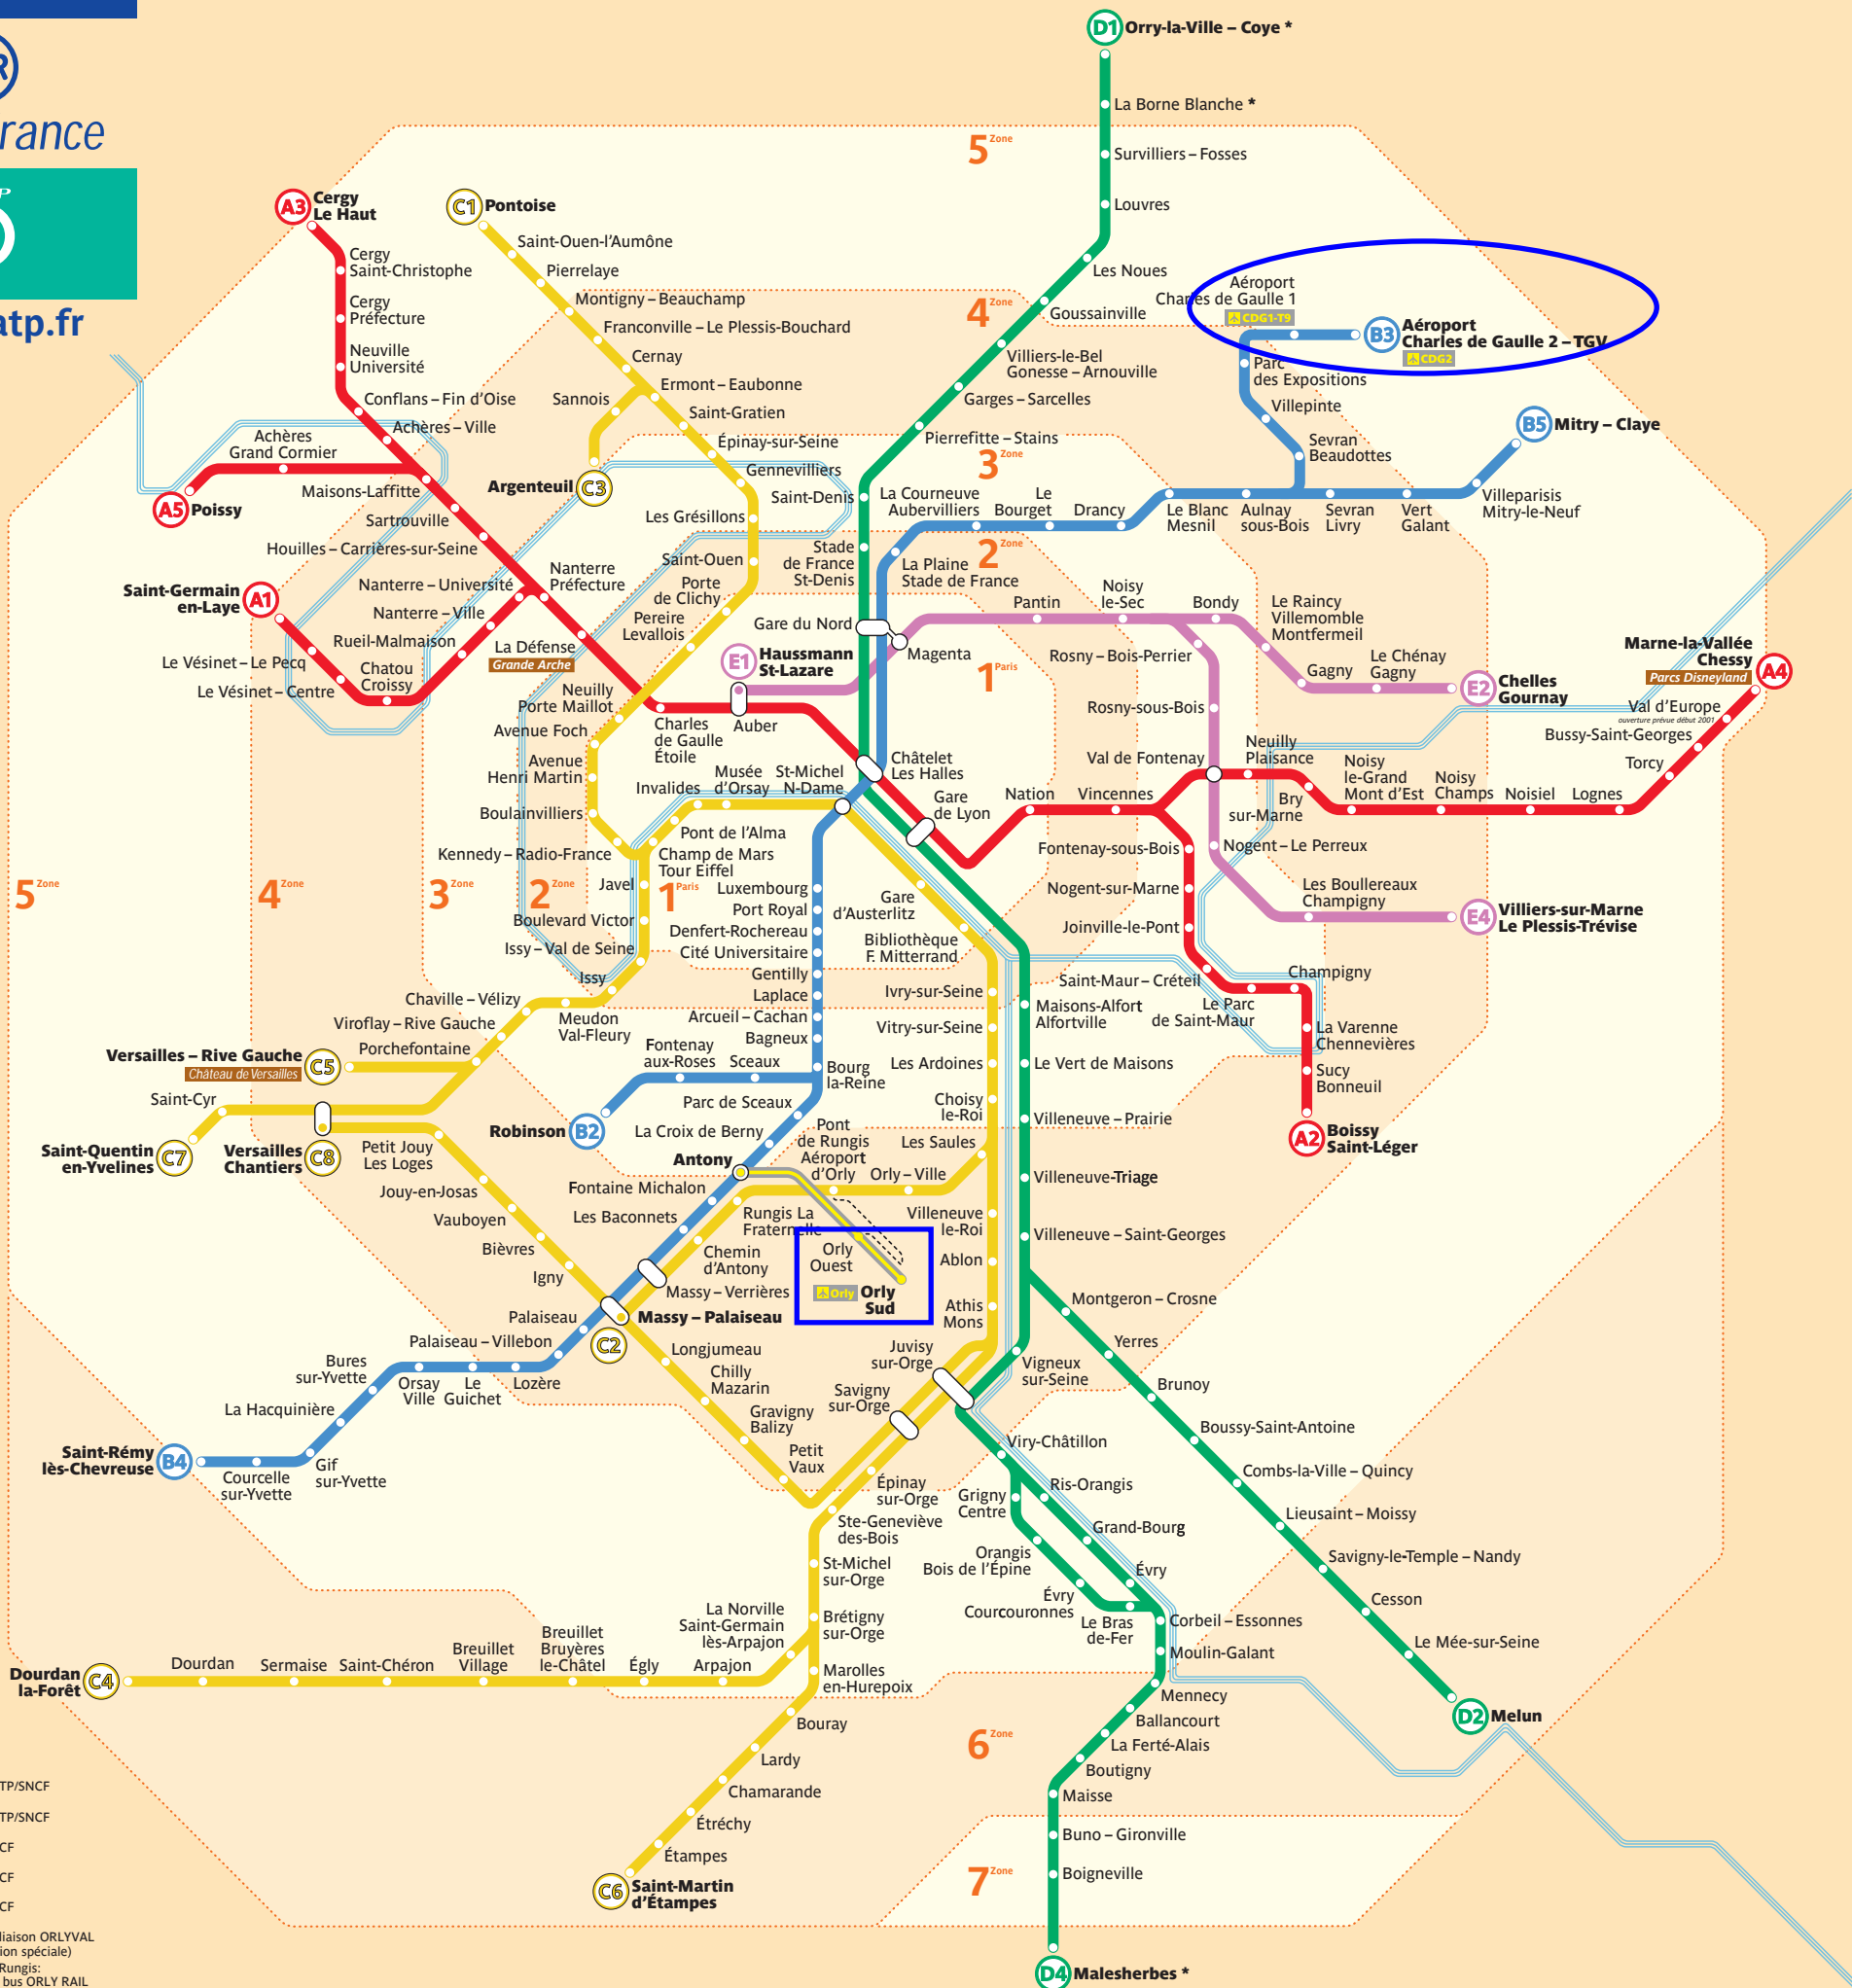 rance
atp.fr
D1 Orry-la-Ville – Coye *
La Borne Blanche *
5 Zone
Survilliers – Fosses
Louvres
Les Noues
Goussainville
4 Zone
Villiers-le-Bel
Gonesse – Arnouville
Garges – Sarcelles
Pierrefitte – Stains
3 Zone
Saint-Denis
Stade
de France
St-Denis
2 Zone
A3 Cergy
Le Haut
Cergy
Saint-Christophe
Cergy
Préfecture
Neuville
Université
Conflans – Fin d'Oise
Achères – Ville
Achères
Grand Cormier
A5 Poissy
Maisons-Laffitte
Sartrouville
Houilles – Carrières-sur-Seine
Nanterre – Université
Nanterre
Préfecture
Nanterre – Ville
Rueil-Malmaison
Chatou
Croissy
Le Vésinet – Le Pecq
Le Vésinet – Centre
Saint-Germain
en-Laye A1
La Défense
Grande Arche
C1 Pontoise
Saint-Ouen-l'Aumône
Pierrelaye
Montigny – Beauchamp
Franconville – Le Plessis-Bouchard
Cernay
Ermont – Eaubonne
Sannois
Argenteuil C3
Saint-Gratien
Épinay-sur-Seine
Gennevilliers
Les Grésillons
Saint-Ouen
Porte
de Clichy
Pereire
Levallois
Neuilly
Porte Maillot
Avenue Foch
Avenue
Henri Martin
Boulainvilliers
Kennedy – Radio-France
Aéroport
Charles de Gaulle 1
CDG1-T9
B3 Aéroport
Charles de Gaulle 2 – TGV
CDG2
Parc
des Expositions
Villepinte
Sevran
Beaudottes
B5 Mitry – Claye
Villeparisis
Mitry-le-Neuf
Vert
Galant
Sevran
Livry
Aulnay
sous-Bois
Le Blanc
Mesnil
Drancy
Le
Bourget
La Courneuve
Aubervilliers
La Plaine
Stade de France
Gare du Nord
Magenta
E1 Haussmann
St-Lazare
Auber
Charles
de Gaulle
Étoile
1 Paris
Pantin
Noisy
le-Sec
Bondy
Le Raincy
Villemomble
Montfermeil
Gagny
Le Chénay
Gagny
E2 Chelles
Gournay
Rosny – Bois-Perrier
Rosny-sous-Bois
Val de Fontenay
Nogent – Le Perreux
Les Boullereaux
Champigny
E4 Villiers-sur-Marne
Le Plessis-Trévise
Marne-la-Vallée
Chessy A4
Parcs Disneyland
Val d'Europe
ouverture prévue début 2001
Bussy-Saint-Georges
Torcy
Lognes
Noisiel
Noisy
Champs
Noisy
le-Grand
Mont d'Est
Bry
sur-Marne
Neuilly
Plaisance
Vincennes
Nation
Gare
de Lyon
Châtelet
Les Halles
St-Michel
N-Dame
Musée
d'Orsay
Invalides
Pont de l'Alma
Champ de Mars
Tour Eiffel
Fontenay-sous-Bois
Nogent-sur-Marne
Joinville-le-Pont
Saint-Maur – Créteil
Le Parc
de Saint-Maur
Champigny
La Varenne
Chennevières
Sucy
Bonneuil
A2 Boissy
Saint-Léger
5 Zone
4 Zone
3 Zone
2 Zone
1 Paris
Javel
Boulevard Victor
Issy – Val de Seine
Issy
Meudon
Val-Fleury
Chaville – Vélizy
Viroflay – Rive Gauche
Porchefontaine
Versailles – Rive Gauche C5
Château de Versailles
Saint-Cyr
Saint-Quentin
en-Yvelines C7
Versailles
Chantiers C8
Petit Jouy
Les Loges
Jouy-en-Josas
Vauboyen
Bièvres
Igny
Luxembourg
Port Royal
Denfert-Rochereau
Cité Universitaire
Gentilly
Laplace
Arcueil – Cachan
Bagneux
Bourg
la-Reine
Sceaux
Fontenay
aux-Roses
Robinson B2
Parc de Sceaux
La Croix de Berny
Antony
Fontaine Michalon
Les Baconnets
Massy – Verrières
Massy – Palaiseau
C2
Palaiseau
Palaiseau – Villebon
Lozère
Le
Guichet
Orsay
Ville
Bures
sur-Yvette
La Hacquinière
Gif
sur-Yvette
Courcelle
sur-Yvette
Saint-Rémy
lès-Chevreuse B4
Gare
d'Austerlitz
Bibliothèque
F. Mitterrand
Ivry-sur-Seine
Vitry-sur-Seine
Les Ardoines
Choisy
le-Roi
Les Saules
Orly – Ville
Pont
de Rungis
Aéroport
d'Orly
Rungis La
Fraternelle
Chemin
d'Antony
Orly
Ouest
Orly
Orly
Sud
Villeneuve
le-Roi
Ablon
Athis
Mons
Juvisy
sur-Orge
Savigny
sur-Orge
Longjumeau
Chilly
Mazarin
Gravigny
Balizy
Petit
Vaux
Épinay
sur-Orge
Ste-Geneviève
des-Bois
St-Michel
sur-Orge
Brétigny
sur-Orge
La Norville
Saint-Germain
lès-Arpajon
Arpajon
Égly
Breuillet
Bruyères
le-Châtel
Breuillet
Village
Saint-Chéron
Sermaise
Dourdan
Dourdan
la-Forêt C4
Marolles
en-Hurepoix
Bouray
Lardy
Chamarande
Étréchy
Étampes
C6 Saint-Martin
d'Étampes
Maisons-Alfort
Alfortville
Le Vert de Maisons
Villeneuve – Prairie
Villeneuve-Triage
Villeneuve – Saint-Georges
Montgeron – Crosne
Yerres
Brunoy
Boussy-Saint-Antoine
Combs-la-Ville – Quincy
Lieusaint – Moissy
Savigny-le-Temple – Nandy
Cesson
Le Mée-sur-Seine
D2 Melun
Vigneux
sur-Seine
Viry-Châtillon
Ris-Orangis
Grand-Bourg
Évry
Grigny
Centre
Orangis
Bois de l'Épine
Évry
Courcouronnes
Le Bras
de-Fer
Corbeil – Essonnes
Moulin-Galant
Mennecy
Ballancourt
La Ferté-Alais
Boutigny
Maisse
Buno – Gironville
Boigneville
D4 Malesherbes *
6 Zone
7 Zone
TP/SNCF
TP/SNCF
CF
CF
CF
liaison ORLYVAL
ion spéciale)
Rungis:
bus ORLY RAIL